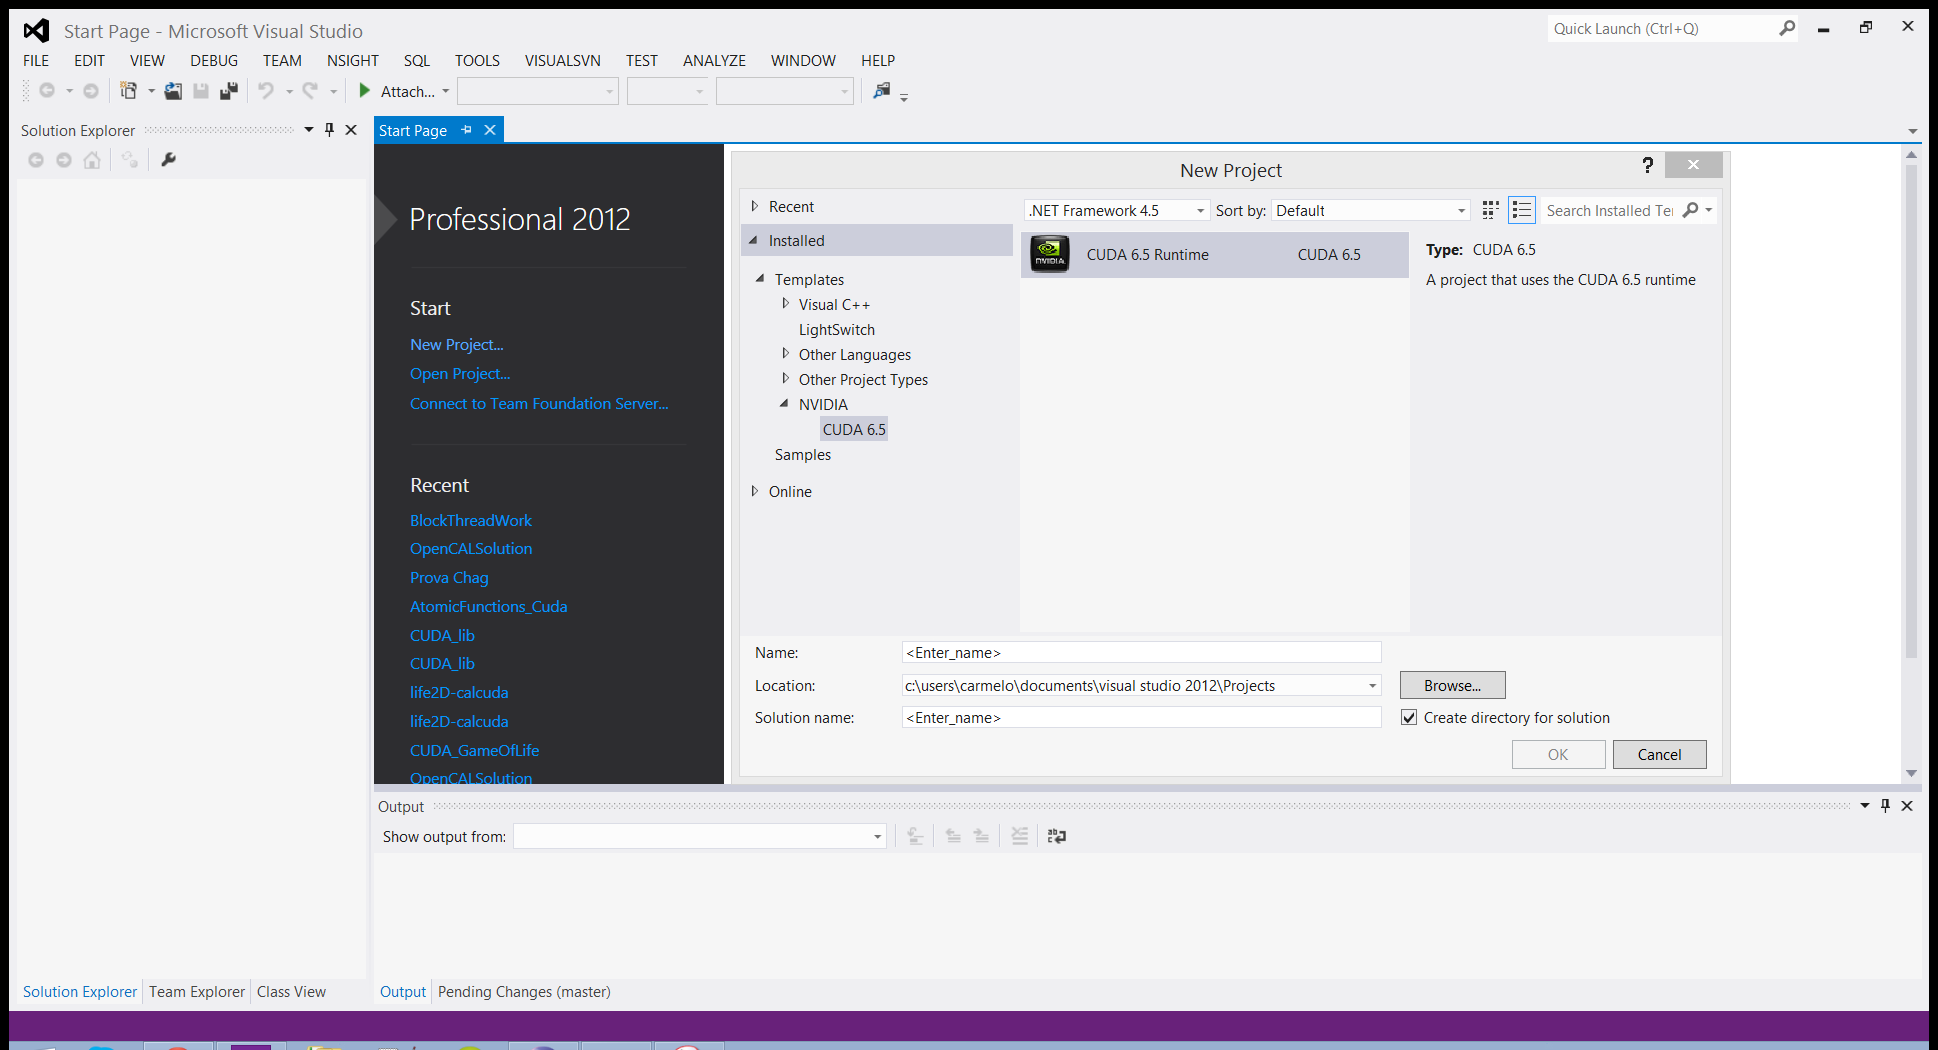 Start Page - Microsoft Visual Studio
Quick Launch (Ctrl+Q)
FILE EDIT VIEW DEBUG TEAM NSIGHT SQL TOOLS VISUALSVN TEST ANALYZE WINDOW HELP
Attach...
Solution Explorer
Start Page
Professional 2012
Start
New Project...
Open Project...
Connect to Team Foundation Server...
Recent
BlockThreadWork
OpenCALSolution
Prova Chag
AtomicFunctions_Cuda
CUDA_lib
CUDA_lib
life2D-calcuda
life2D-calcuda
CUDA_GameOfLife
OpenCALSolution
New Project
?
Recent
Installed
Templates
Visual C++
LightSwitch
Other Languages
Other Project Types
NVIDIA
CUDA 6.5
Samples
Online
.NET Framework 4.5 Sort by: Default
Search Installed Te
NVIDIA
CUDA 6.5 Runtime CUDA 6.5
Type: CUDA 6.5
A project that uses the CUDA 6.5 runtime
Name: <Enter_name>
Location: c:\users\carmelo\documents\visual studio 2012\Projects Browse...
Solution name: <Enter_name> Create directory for solution
OK Cancel
Output
Show output from:
Solution Explorer Team Explorer Class View
Output Pending Changes (master)